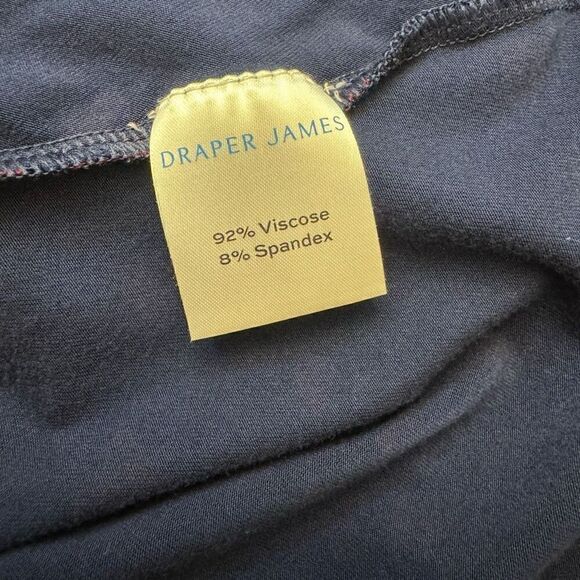 DRAPER JAMES
92% Viscose
8% Spandex